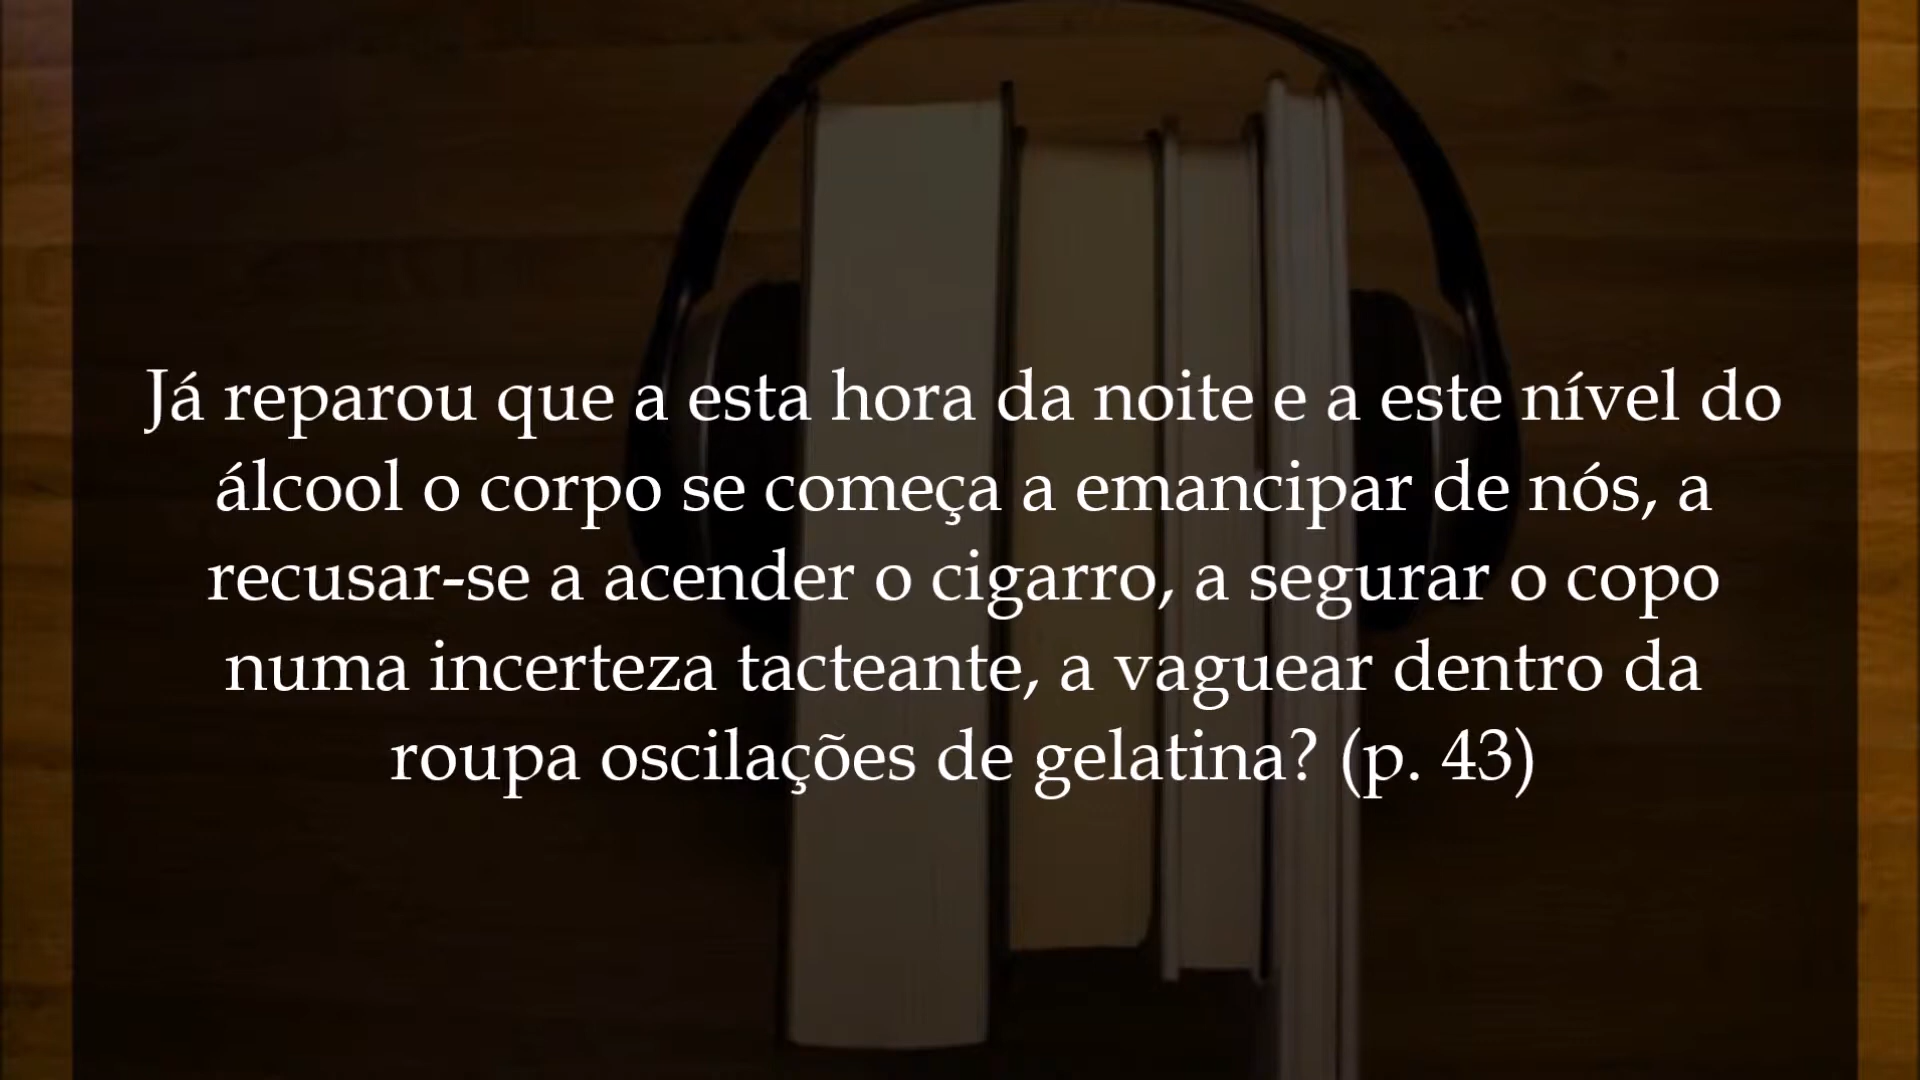 Já reparou que a esta hora da noite e a este nível do
álcool o corpo se começa a emancipar de nós, a
recusar-se a acender o cigarro, a segurar o copo
numa incerteza tacteante, a vaguear dentro da
roupa oscilações de gelatina? (p. 43)